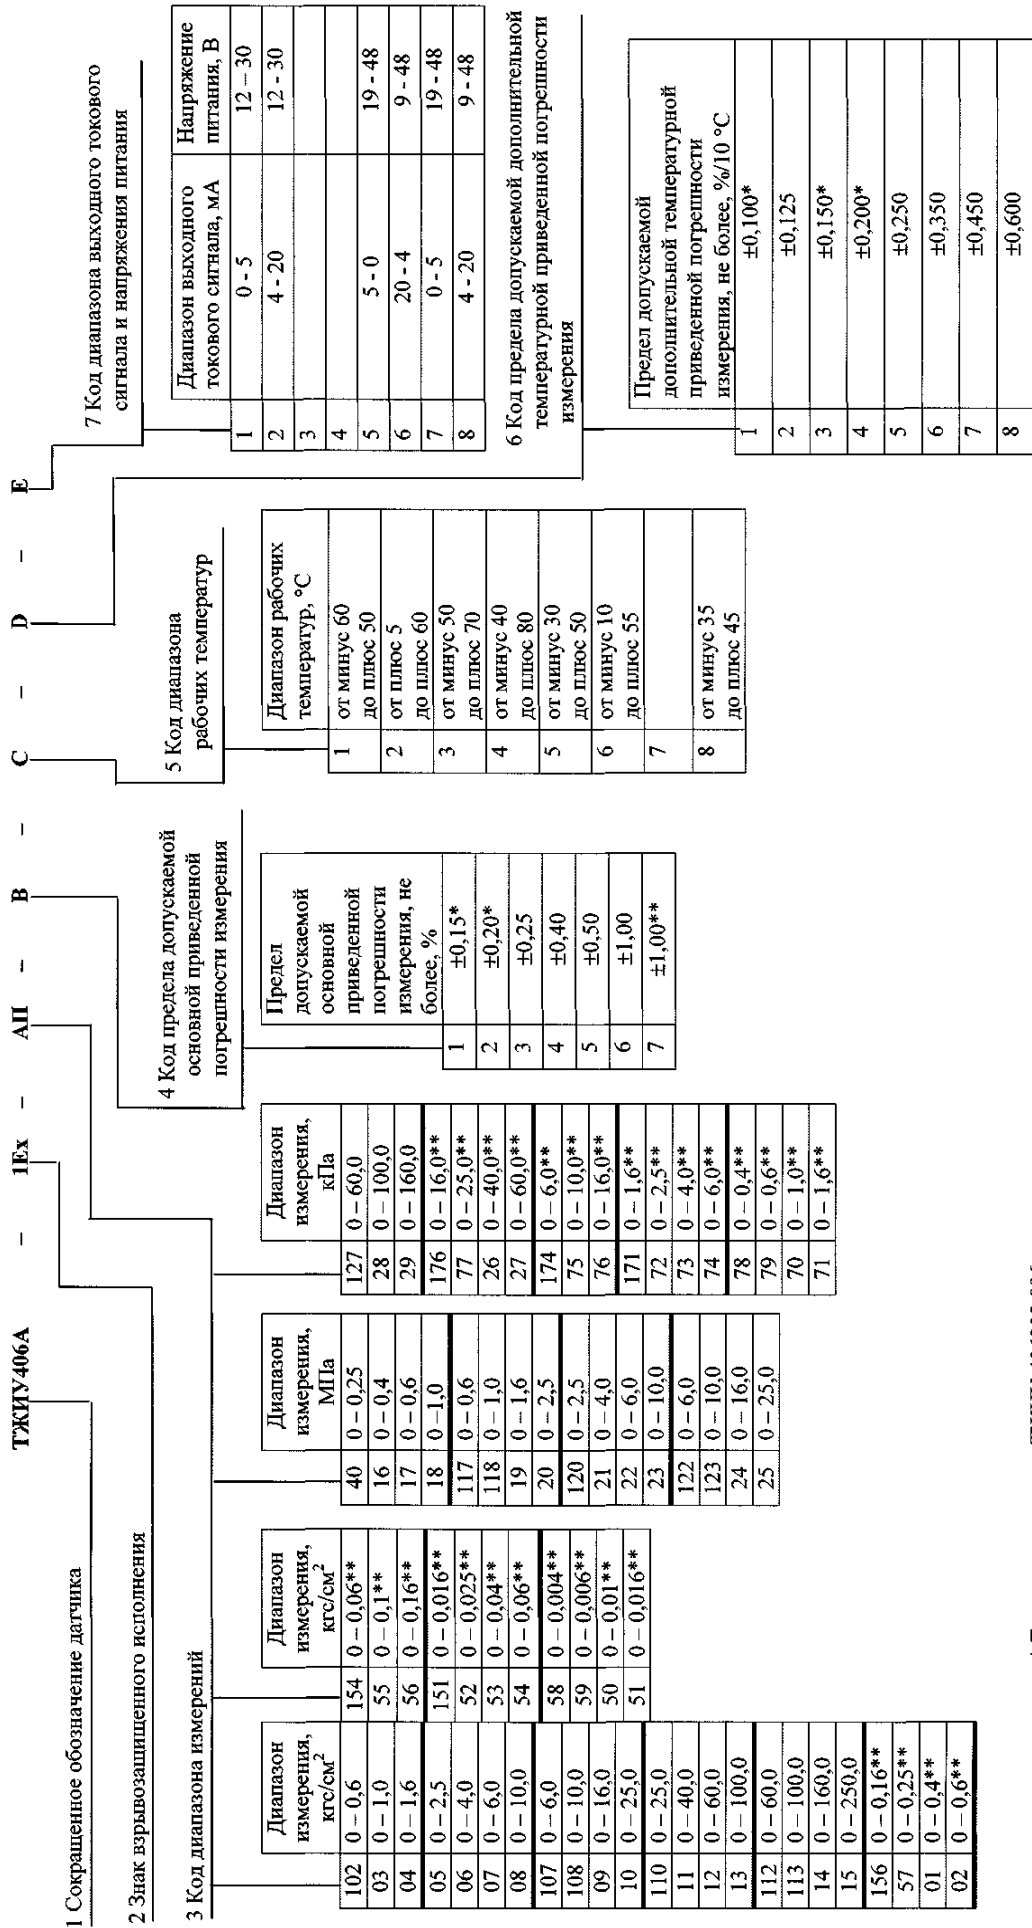 ТЖИУ406А – 1Ex – АП – В – С – D – Е
1 Сокращенное обозначение датчика
2 Знак взрывозащищенного исполнения
3 Код диапазона измерений
Диапазон
измерения,
кгс/см2
102 0 – 0,6
03 0 – 1,0
04 0 – 1,6
05 0 – 2,5
06 0 – 4,0
07 0 – 6,0
08 0 – 10,0
107 0 – 6,0
108 0 – 10,0
09 0 – 16,0
10 0 – 25,0
110 0 – 25,0
11 0 – 40,0
12 0 – 60,0
13 0 – 100,0
112 0 – 60,0
113 0 – 100,0
14 0 – 160,0
15 0 – 250,0
156 0 – 0,16**
57 0 – 0,25**
01 0 – 0,4**
02 0 – 0,6**
Диапазон
измерения,
кгс/см2
154 0 – 0,06**
55 0 – 0,1**
56 0 – 0,16**
151 0 – 0,016**
52 0 – 0,025**
53 0 – 0,04**
54 0 – 0,06**
58 0 – 0,004**
59 0 – 0,006**
50 0 – 0,01**
51 0 – 0,016**
Диапазон
измерения,
МПа
40 0 – 0,25
16 0 – 0,4
17 0 – 0,6
18 0 – 1,0
117 0 – 0,6
118 0 – 1,0
19 0 – 1,6
20 0 – 2,5
120 0 – 2,5
21 0 – 4,0
22 0 – 6,0
23 0 – 10,0
122 0 – 6,0
123 0 – 10,0
24 0 – 16,0
25 0 – 25,0
Диапазон
измерения,
кПа
127 0 – 60,0
28 0 – 100,0
29 0 – 160,0
176 0 – 16,0**
77 0 – 25,0**
26 0 – 40,0**
27 0 – 60,0**
174 0 – 6,0**
75 0 – 10,0**
76 0 – 16,0**
171 0 – 1,6**
72 0 – 2,5**
73 0 – 4,0**
74 0 – 6,0**
78 0 – 0,4**
79 0 – 0,6**
70 0 – 1,0**
71 0 – 1,6**
4 Код предела допускаемой
основной приведенной
погрешности измерения
Предел
допускаемой
основной
приведенной
погрешности
измерения, не
более, %
1 ±0,15*
2 ±0,20*
3 ±0,25
4 ±0,40
5 ±0,50
6 ±1,00
7 ±1,00**
5 Код диапазона
рабочих температур
Диапазон рабочих
температур, °С
1 от минус 60
до плюс 50
2 от плюс 5
до плюс 60
3 от минус 50
до плюс 70
4 от минус 40
до плюс 80
5 от минус 30
до плюс 50
6 от минус 10
до плюс 55
7
8 от минус 35
до плюс 45
7 Код диапазона выходного токового
сигнала и напряжения питания
Диапазон выходного
токового сигнала, мА
Напряжение
питания, В
1 0 - 5 12 – 30
2 4 - 20 12 - 30
3
4
5 5 - 0 19 - 48
6 20 - 4 9 - 48
7 0 - 5 19 - 48
8 4 - 20 9 - 48
6 Код предела допускаемой дополнительной
температурной приведенной погрешности
измерения
Предел допускаемой
дополнительной температурной
приведенной погрешности
измерения, не более, %/10 °С
1 ±0,100*
2 ±0,125
3 ±0,150*
4 ±0,200*
5 ±0,250
6 ±0,350
7 ±0,450
8 ±0,600